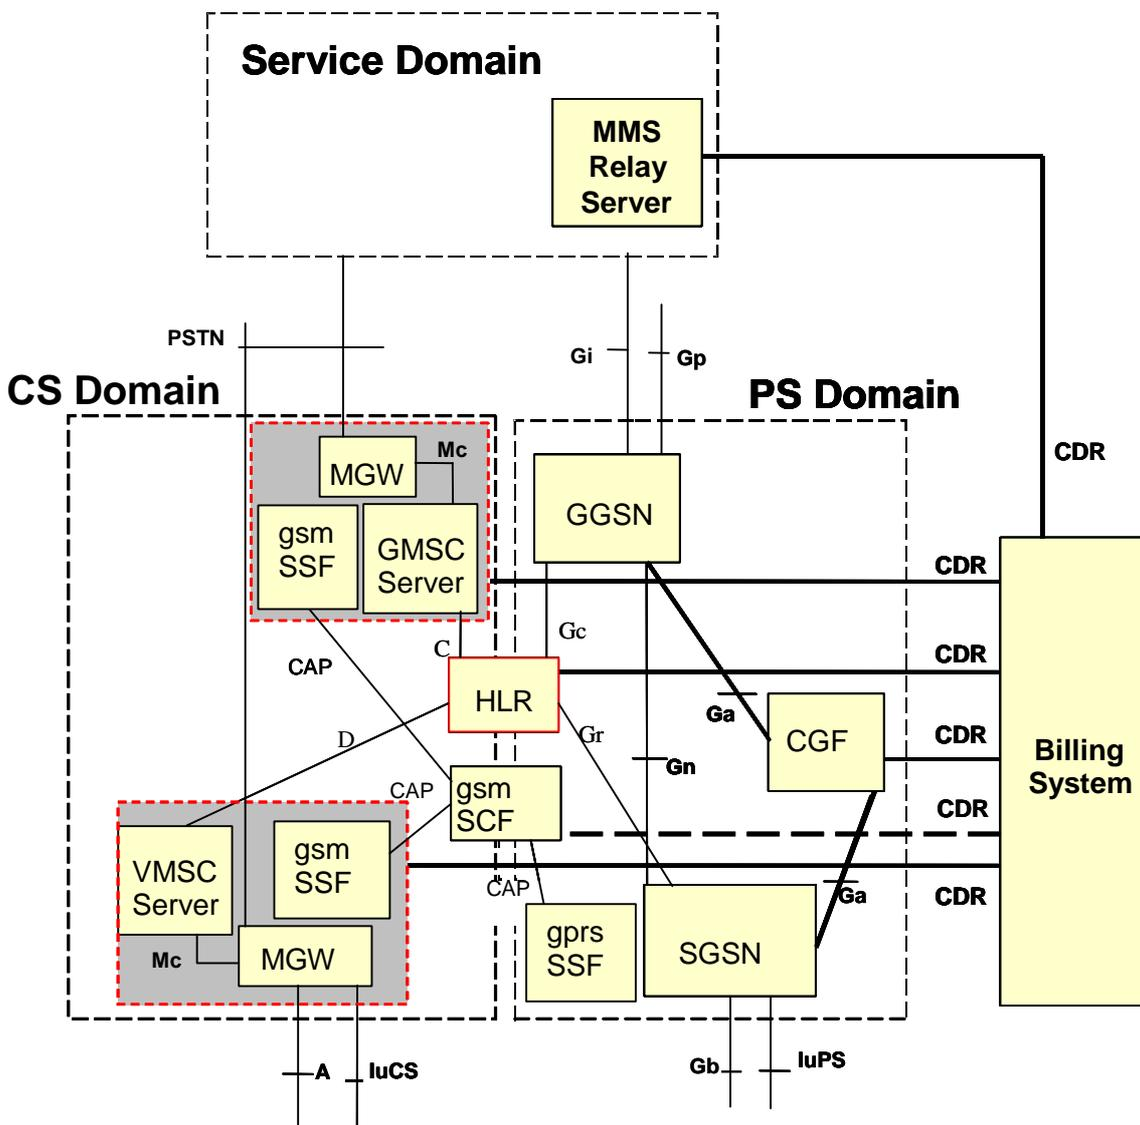 Service Domain
MMS
Relay
Server
PSTN
Gi
Gp
CS Domain
PS Domain
CDR
MGW
Mc
gsm
SSF
GMSC
Server
GGSN
CDR
C
Gc
CAP
CDR
HLR
Ga
D
Gr
CGF
CDR
Gn
Billing
System
CAP
gsm
SCF
CDR
VMSC
Server
gsm
SSF
CAP
Ga
CDR
gprs
SSF
SGSN
Mc
MGW
A
IuCS
Gb
IuPS